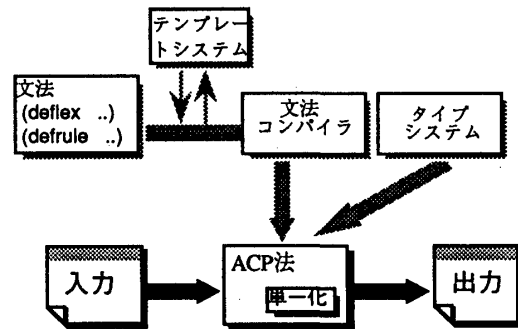 テンプレー
トシステム
文法
(deflex ..)
(defrule ..)
文法
コンパイラ
タイプ
システム
ACP法
単一化
入力
出力